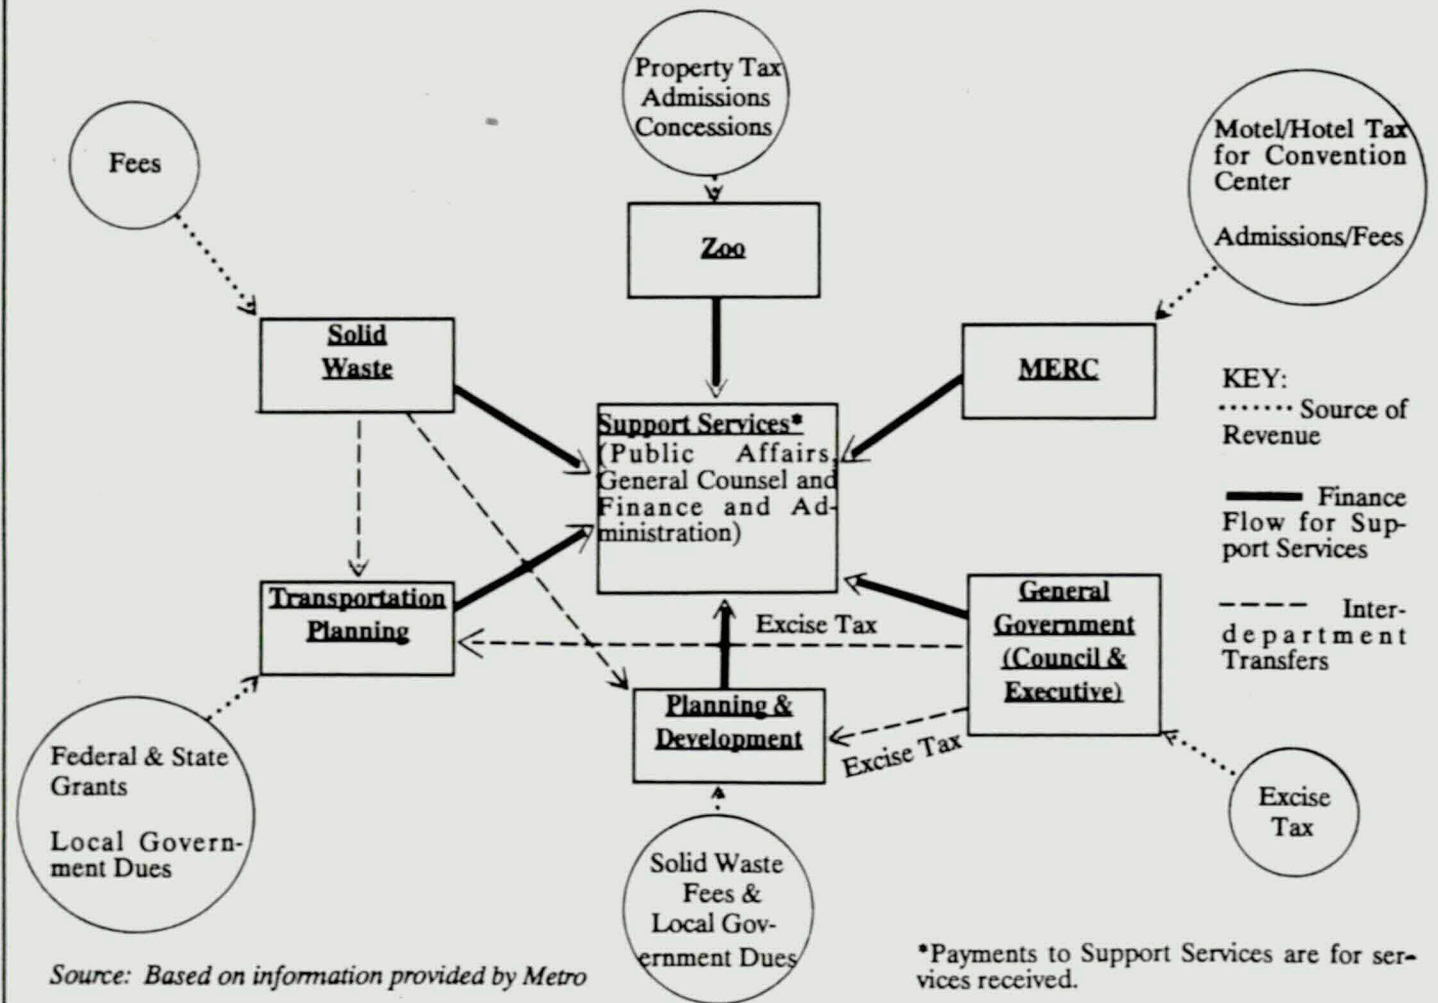 Property Tax
Admissions
Concessions
Fees
Motel/Hotel Tax
for Convention
Center
Admissions/Fees
Zoo
Solid
Waste
MERC
KEY:
Source of
Revenue
Finance
Flow for Sup-
port Services
Inter-
department
Transfers
Support Services*
(Public Affairs,
General Counsel and
Finance and Ad-
ministration)
Transportation
Planning
Excise Tax
General
Government
(Council &
Executive)
Planning &
Development
Excise Tax
Federal & State
Grants
Local Govern-
ment Dues
Excise
Tax
Solid Waste
Fees &
Local Gov-
ernment Dues
Source: Based on information provided by Metro
*Payments to Support Services are for ser-
vices received.